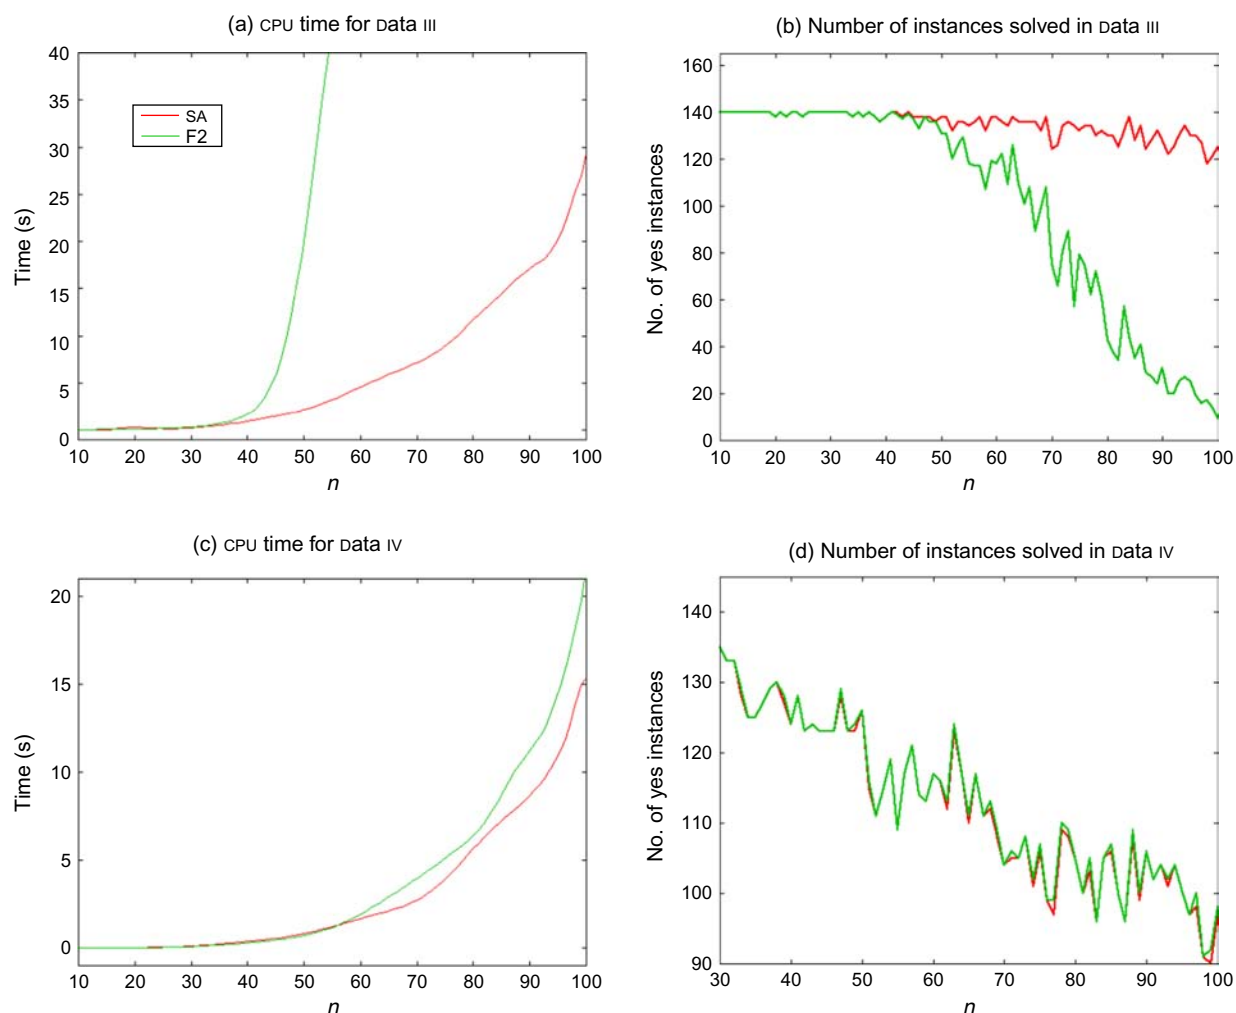 (a) CPU time for Data III
40
35
30
25
20
15
10
5
0
SA
F2
Time (s)
10 20 30 40 50 60 70 80 90 100
n
(b) Number of instances solved in Data III
160
140
120
100
80
60
40
20
0
No. of yes instances
10 20 30 40 50 60 70 80 90 100
n
(c) CPU time for Data IV
20
15
10
5
0
Time (s)
10 20 30 40 50 60 70 80 90 100
n
(d) Number of instances solved in Data IV
140
130
120
110
100
90
No. of yes instances
30 40 50 60 70 80 90 100
n